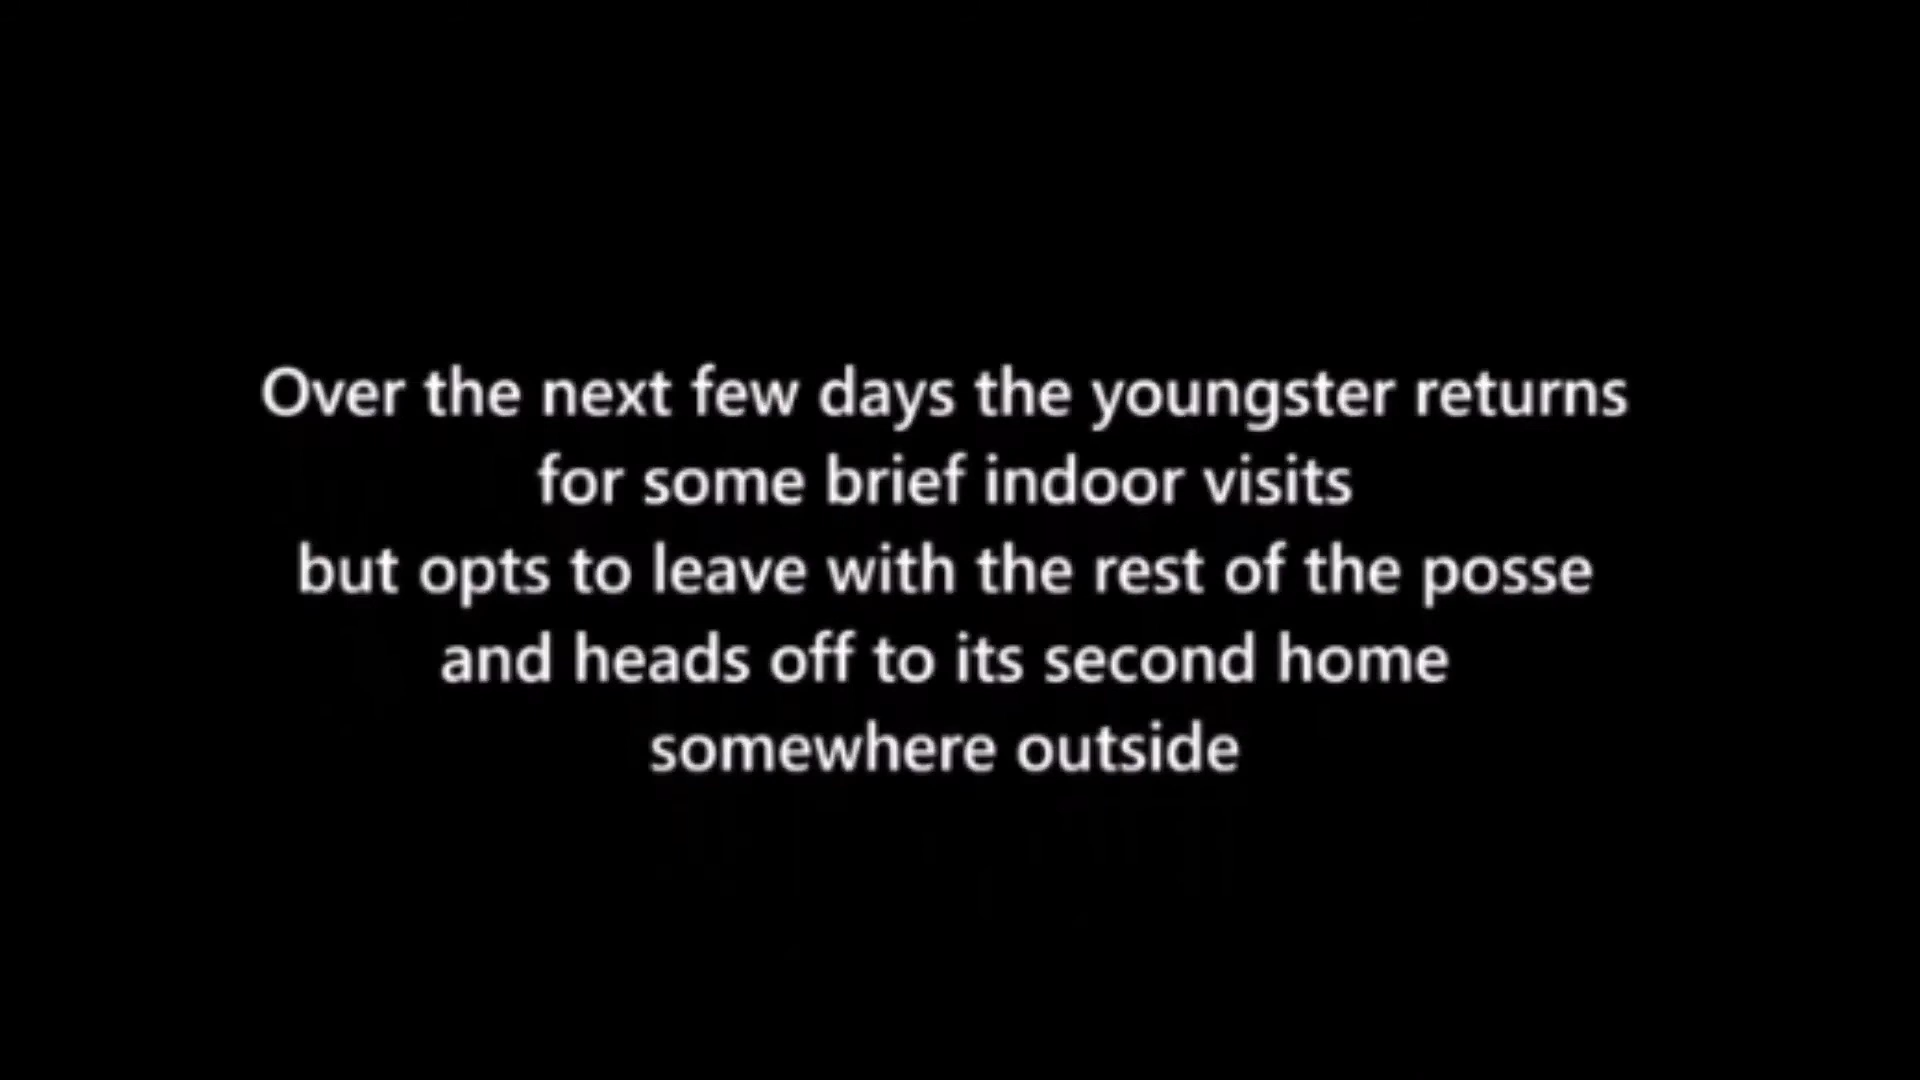 Over the next few days the youngster returns
for some brief indoor visits
but opts to leave with the rest of the posse
and heads off to its second home
somewhere outside